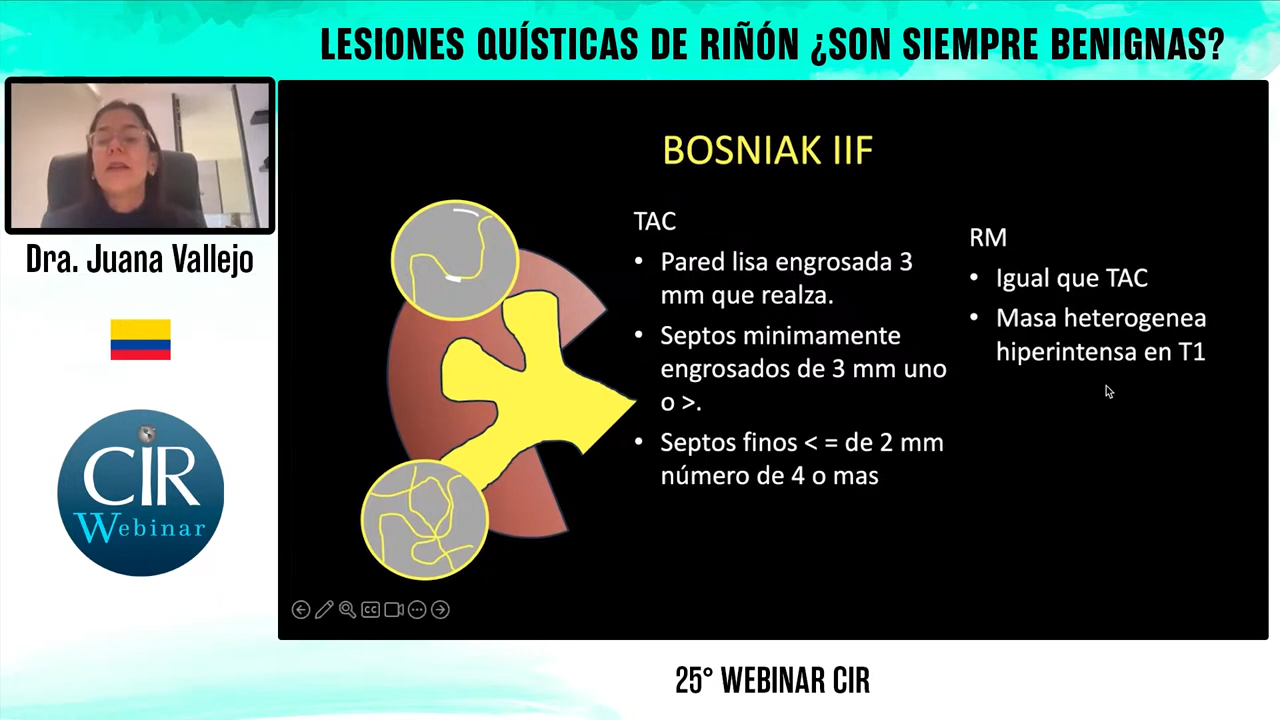 LESIONES QUÍSTICAS DE RIÑÓN ¿SON SIEMPRE BENIGNAS?
Dra. Juana Vallejo
CIR
Webinar
BOSNIAK IIF
TAC
• Pared lisa engrosada 3
mm que realza.
• Septos minimamente
engrosados de 3 mm uno
o >.
• Septos finos < = de 2 mm
número de 4 o mas
RM
• Igual que TAC
• Masa heterogenea
hiperintensa en T1
CC
25° WEBINAR CIR